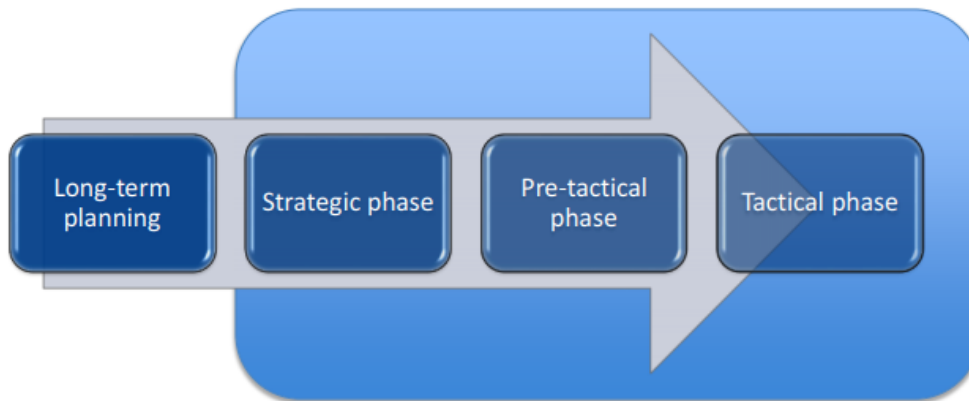 Long-term
planning
Strategic phase
Pre-tactical
phase
Tactical phase